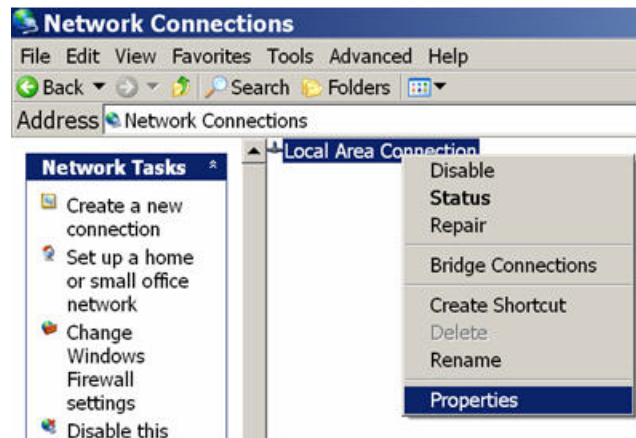 Network Connections
File Edit View Favorites Tools Advanced Help
Back Search Folders
Address Network Connections
Network Tasks
Create a new
connection
Set up a home
or small office
network
Change
Windows
Firewall
settings
Disable this
Local Area Connection
Disable
Status
Repair
Bridge Connections
Create Shortcut
Delete
Rename
Properties